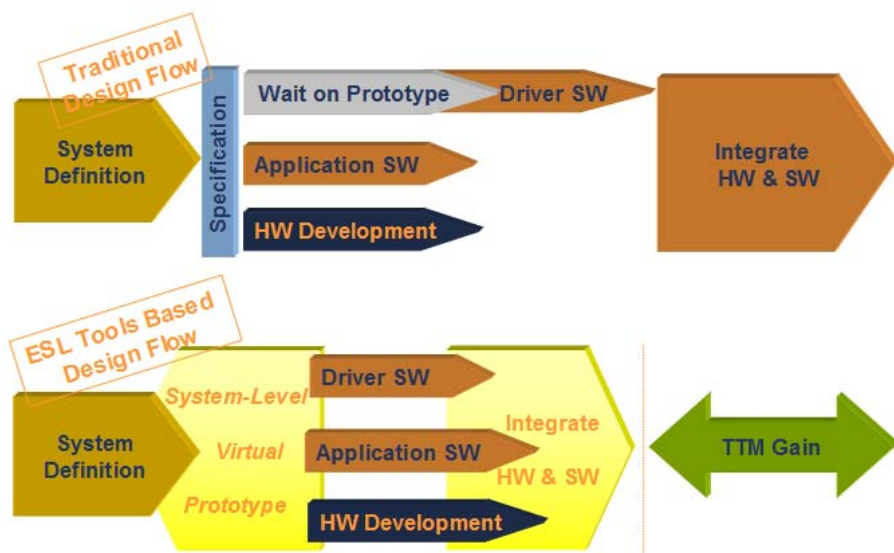 Traditional
Design Flow
System
Definition
Specification
Wait on Prototype
Driver SW
Application SW
HW Development
Integrate
HW & SW
ESL Tools Based
Design Flow
System
Definition
System-Level
Virtual
Prototype
Driver SW
Application SW
HW Development
Integrate
HW & SW
TTM Gain